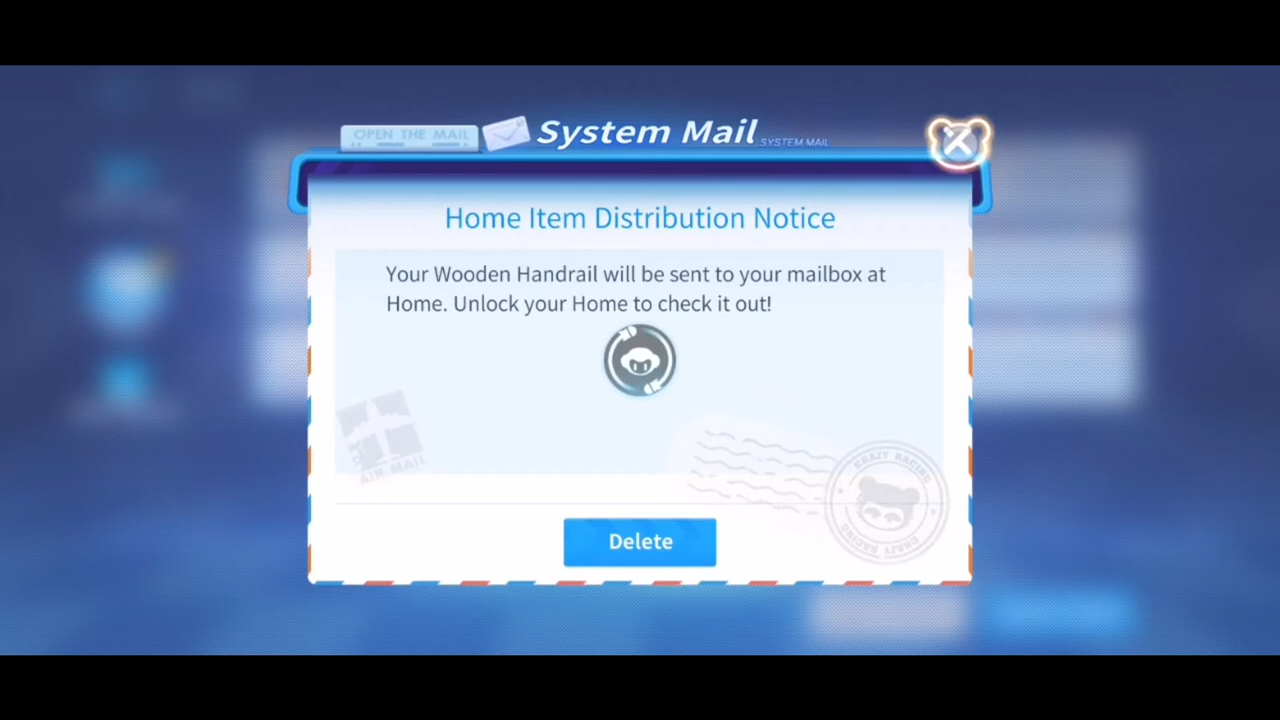 OPEN THE MAIL
System Mail
SYSTEM MAIL
Home Item Distribution Notice
Your Wooden Handrail will be sent to your mailbox at
Home. Unlock your Home to check it out!
AIR MAIL
CRAZY RACING
CRAZY RACING
Delete